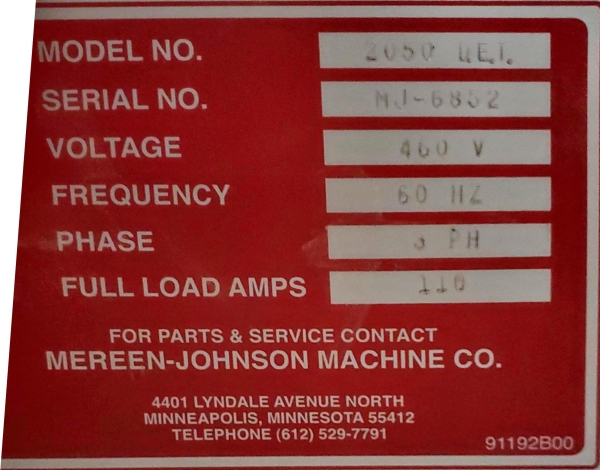 MODEL NO. 2050 DET.
SERIAL NO. MJ-6852
VOLTAGE 460 V
FREQUENCY 60 HZ
PHASE 3 PH
FULL LOAD AMPS 110
FOR PARTS & SERVICE CONTACT
MEREEN-JOHNSON MACHINE CO.
4401 LYNDALE AVENUE NORTH
MINNEAPOLIS, MINNESOTA 55412
TELEPHONE (612) 529-7791
91192B00